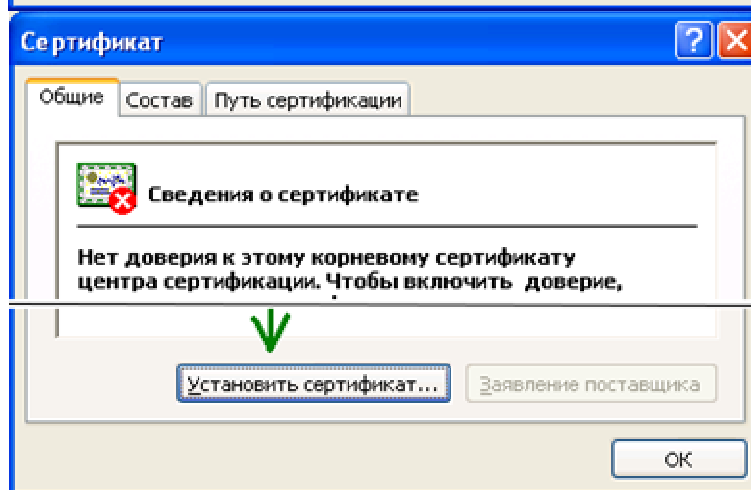 Сертификат
Общие Состав Путь сертификации
Сведения о сертификате
Нет доверия к этому корневому сертификату
центра сертификации. Чтобы включить доверие,
Установить сертификат... Заявление поставщика
ОК